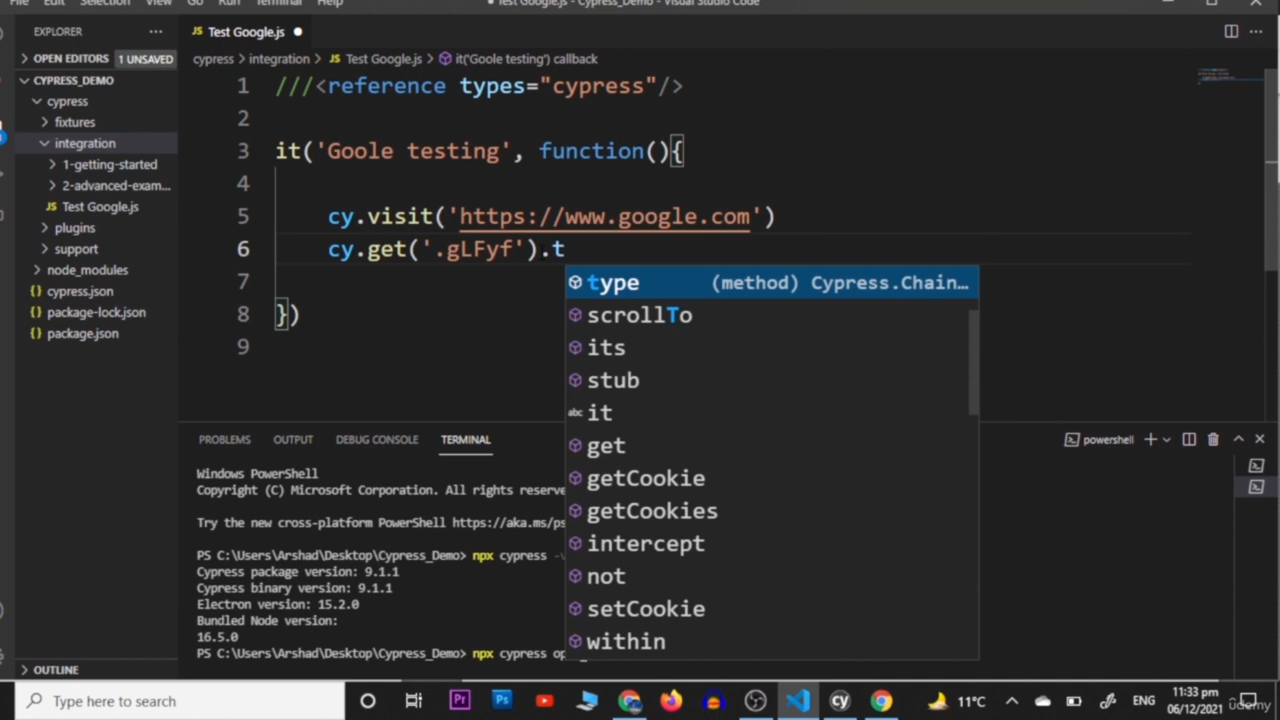 File Edit Selection View Go Run Terminal Help
● Test Google.js - Cypress_Demo - Visual Studio Code
EXPLORER
OPEN EDITORS 1 UNSAVED
CYPRESS_DEMO
cypress
fixtures
integration
1-getting-started
2-advanced-exam...
JS Test Google.js
plugins
support
node_modules
{} cypress.json
{} package-lock.json
{} package.json
OUTLINE
JS Test Google.js ●
cypress > integration > JS Test Google.js > it('Goole testing') callback
1 ///<reference types="cypress"/>
2
3 it('Goole testing', function(){
4
5 cy.visit('https://www.google.com')
6 cy.get('.gLFyf').t
7
8 })
9
type (method) Cypress.Chain…
scrollTo
its
stub
abc it
get
getCookie
getCookies
intercept
not
setCookie
within
PROBLEMS OUTPUT DEBUG CONSOLE TERMINAL
powershell
Windows PowerShell
Copyright (C) Microsoft Corporation. All rights reserve
Try the new cross-platform PowerShell https://aka.ms/ps
PS C:\Users\Arshad\Desktop\Cypress_Demo> npx cypress
Cypress package version: 9.1.1
Cypress binary version: 9.1.1
Electron version: 15.2.0
Bundled Node version:
16.5.0
PS C:\Users\Arshad\Desktop\Cypress_Demo> npx cypress op
Type here to search
Pr
Ps
cy
11°C
ENG
11:33 pm
06/12/2021
ûdemy